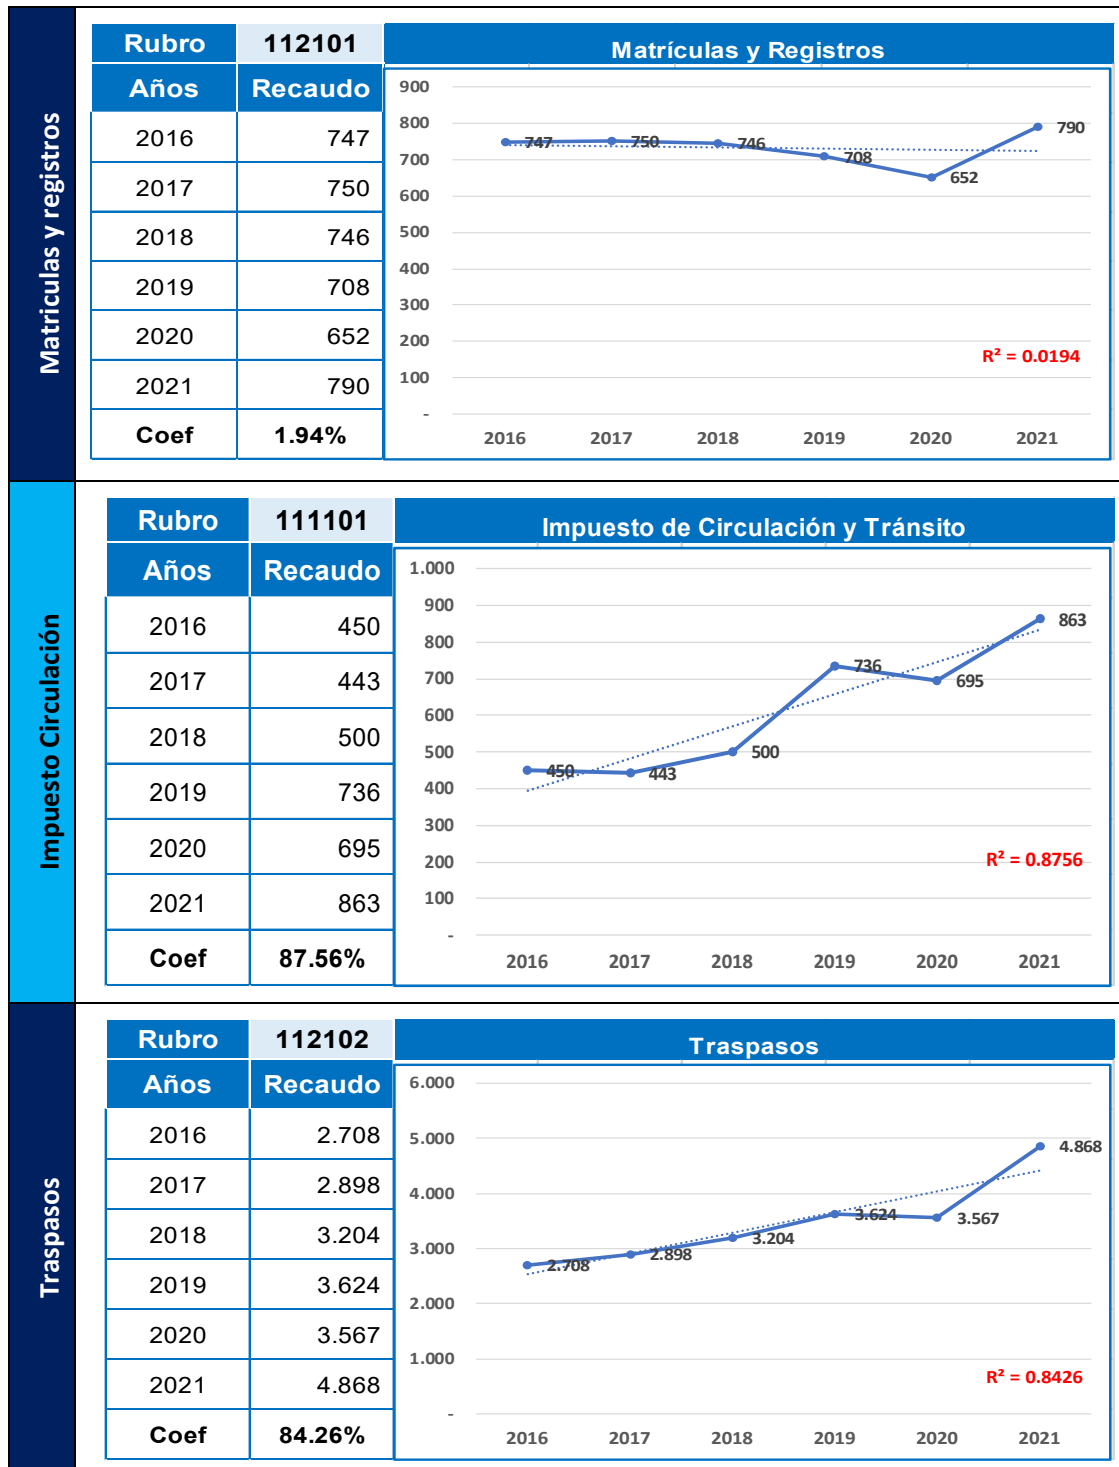 Matriculas y registros
Rubro 112101
Años Recaudo
2016 747
2017 750
2018 746
2019 708
2020 652
2021 790
Coef 1.94%
Matrículas y Registros
900
800
700
600
500
400
300
200
100
-
747 750 746 708 652 790
R² = 0.0194
2016 2017 2018 2019 2020 2021
Impuesto Circulación
Rubro 111101
Años Recaudo
2016 450
2017 443
2018 500
2019 736
2020 695
2021 863
Coef 87.56%
Impuesto de Circulación y Tránsito
1.000
900
800
700
600
500
400
300
200
100
-
450 443 500 736 695 863
R² = 0.8756
2016 2017 2018 2019 2020 2021
Traspasos
Rubro 112102
Años Recaudo
2016 2.708
2017 2.898
2018 3.204
2019 3.624
2020 3.567
2021 4.868
Coef 84.26%
Traspasos
6.000
5.000
4.000
3.000
2.000
1.000
-
2.708 2.898 3.204 3.624 3.567 4.868
R² = 0.8426
2016 2017 2018 2019 2020 2021